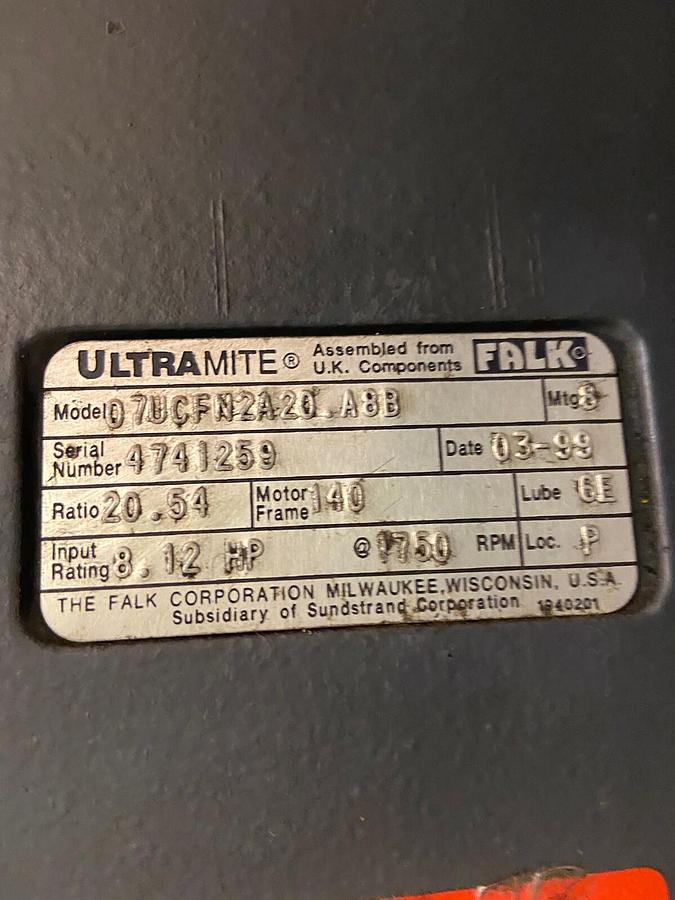 ULTRAMITE® Assembled from U.K. Components FALK
Model 07UCFN2A20.A8B Mtg 8
Serial Number 4741259 Date 03-99
Ratio 20.54 Motor Frame 140 Lube 6E
Input Rating 8.12 HP @ 1750 RPM Loc. P
THE FALK CORPORATION MILWAUKEE, WISCONSIN, U.S.A.
Subsidiary of Sundstrand Corporation 1240201